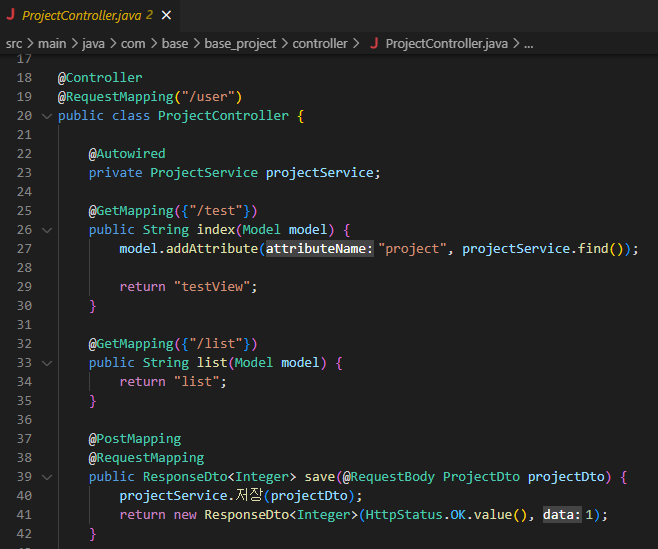 ProjectController.java 2 ×
src > main > java > com > base > base_project > controller > J ProjectController.java > ...
17
18 @Controller
19 @RequestMapping("/user")
20 public class ProjectController {
21
22 @Autowired
23 private ProjectService projectService;
24
25 @GetMapping({"/test"})
26 public String index(Model model) {
27 model.addAttribute(attributeName: "project", projectService.find());
28
29 return "testView";
30 }
31
32 @GetMapping({"/list"})
33 public String list(Model model) {
34 return "list";
35 }
36
37 @PostMapping
38 @RequestMapping
39 public ResponseDto<Integer> save(@RequestBody ProjectDto projectDto) {
40 projectService.저장(projectDto);
41 return new ResponseDto<Integer>(HttpStatus.OK.value(), data: 1);
42 }